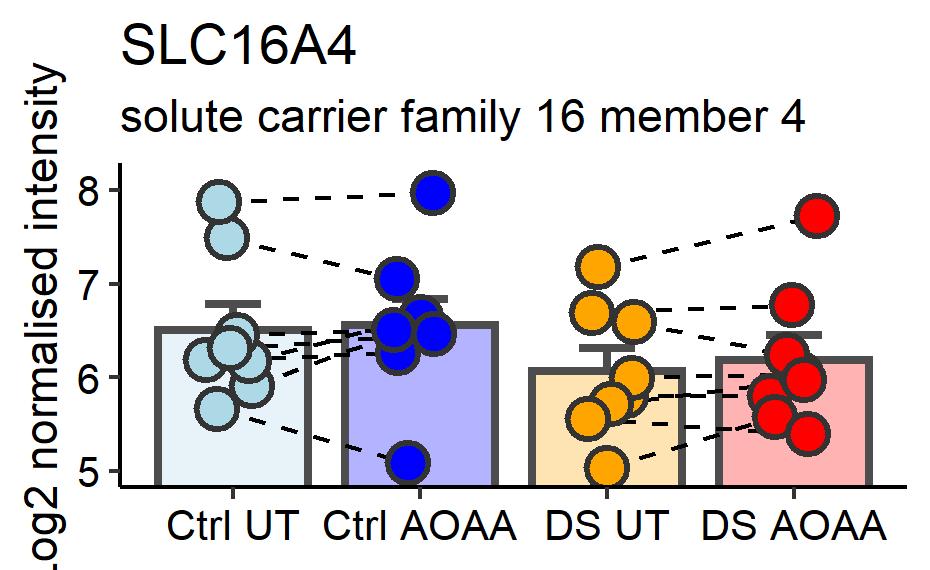 SLC16A4
solute carrier family 16 member 4
Log2 normalised intensity
8
7
6
5
Ctrl UT
Ctrl AOAA
DS UT
DS AOAA